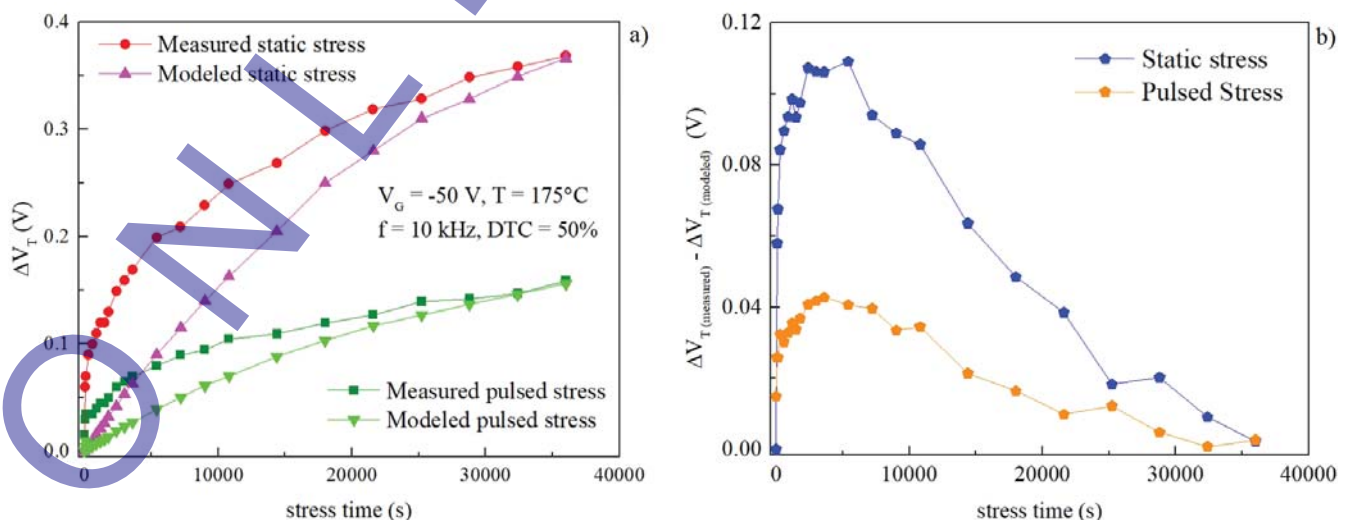 0.4
0.3
0.2
0.1
0.0
ΔV_T (V)
Measured static stress
Modeled static stress
a)
V_G = -50 V, T = 175°C
f = 10 kHz, DTC = 50%
Measured pulsed stress
Modeled pulsed stress
0 10000 20000 30000 40000
stress time (s)
0.12
0.08
0.04
0.00
ΔV_T (measured) - ΔV_T (modeled) (V)
b)
Static stress
Pulsed Stress
0 10000 20000 30000 40000
stress time (s)